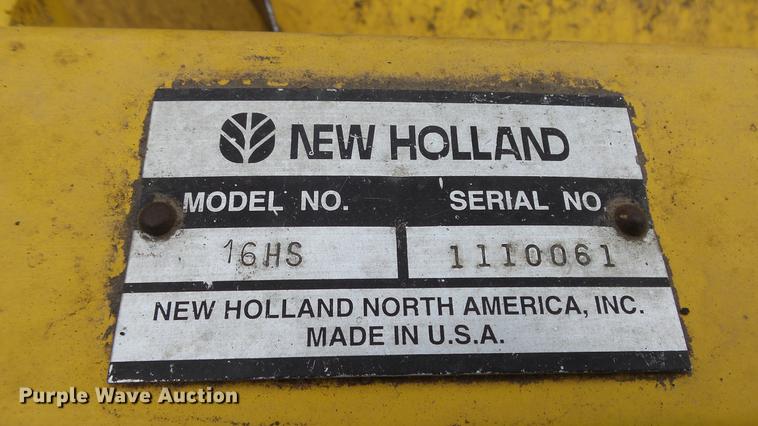 NEW HOLLAND
MODEL NO. SERIAL NO.
16HS 1110061
NEW HOLLAND NORTH AMERICA, INC.
MADE IN U.S.A.
Purple Wave Auction